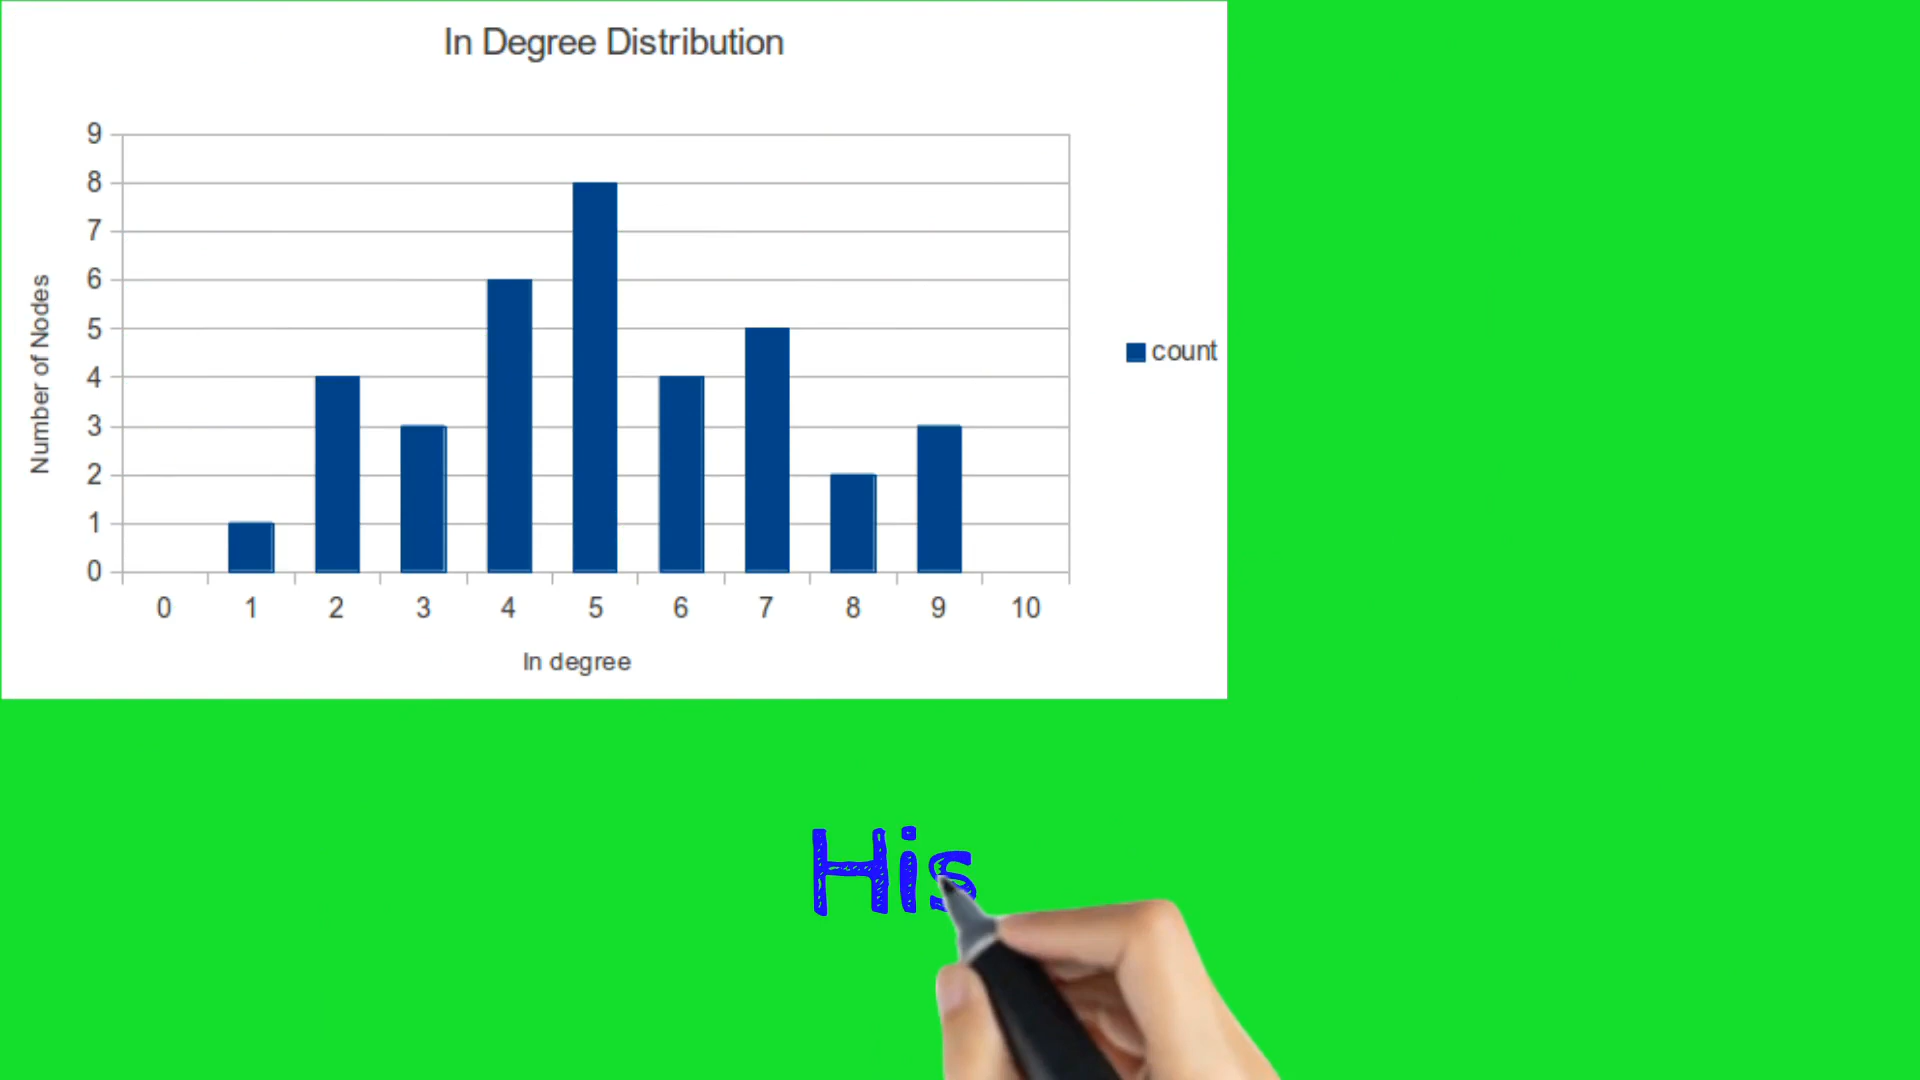 In Degree Distribution
9
8
7
6
5
4
3
2
1
0
Number of Nodes
0 1 2 3 4 5 6 7 8 9 10
In degree
count
His